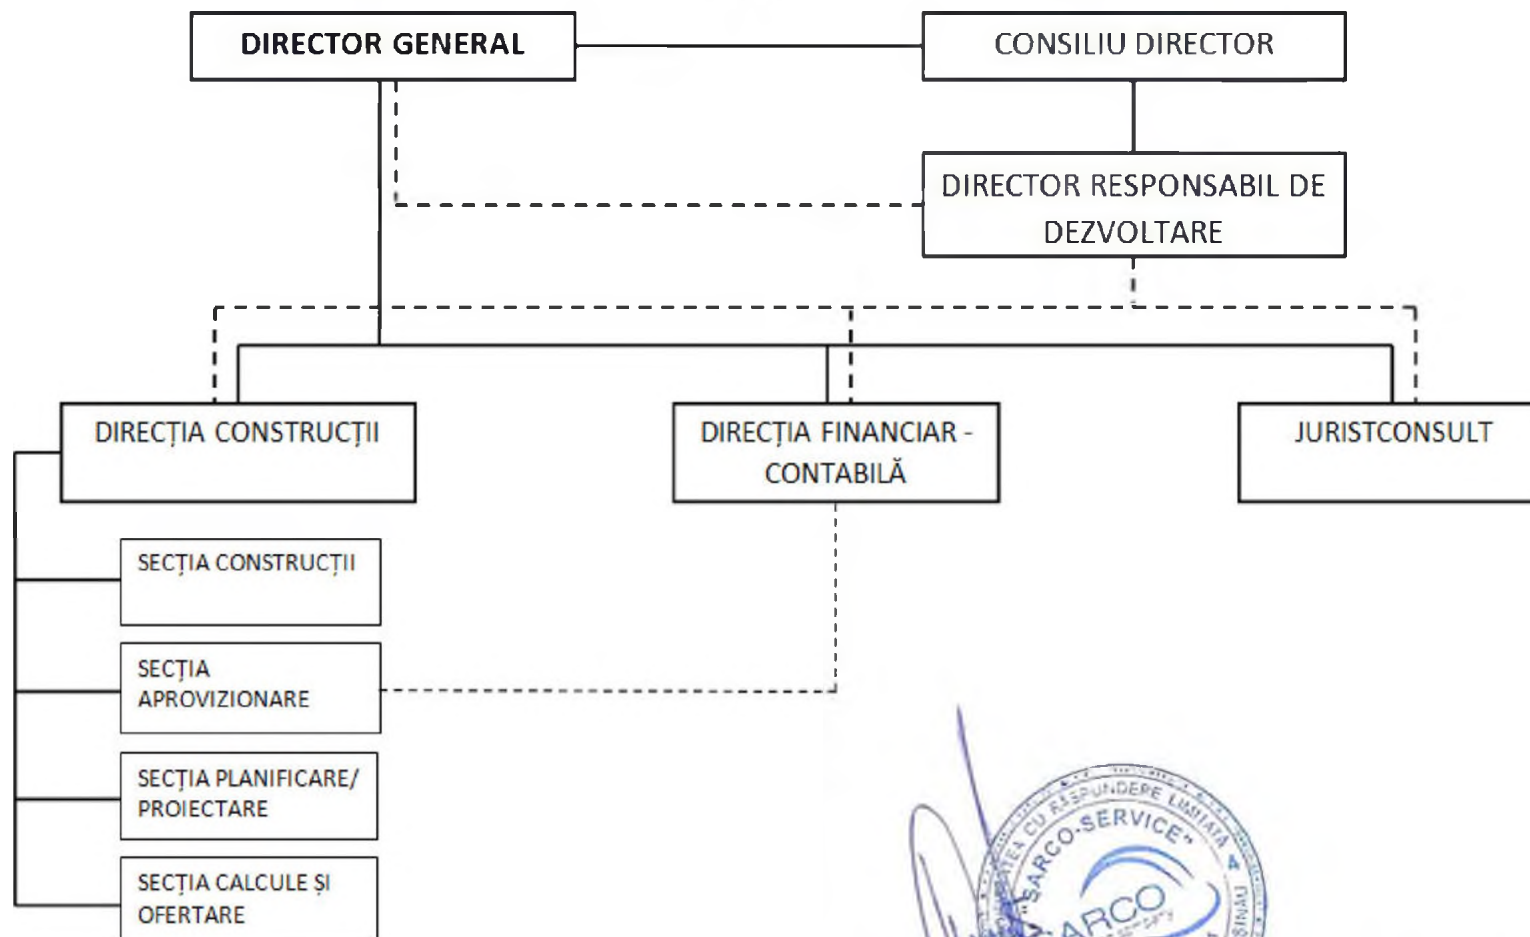 DIRECTOR GENERAL
CONSILIU DIRECTOR
DIRECTOR RESPONSABIL DE
DEZVOLTARE
DIRECȚIA CONSTRUCȚII
DIRECȚIA FINANCIAR -
CONTABILĂ
JURISTCONSULT
SECȚIA CONSTRUCȚII
SECȚIA
APROVIZIONARE
SECȚIA PLANIFICARE/
PROIECTARE
SECȚIA CALCULE ȘI
OFERTARE
CU RĂSPUNDERE LIMITATĂ
"SARCO-SERVICE"
ARCO